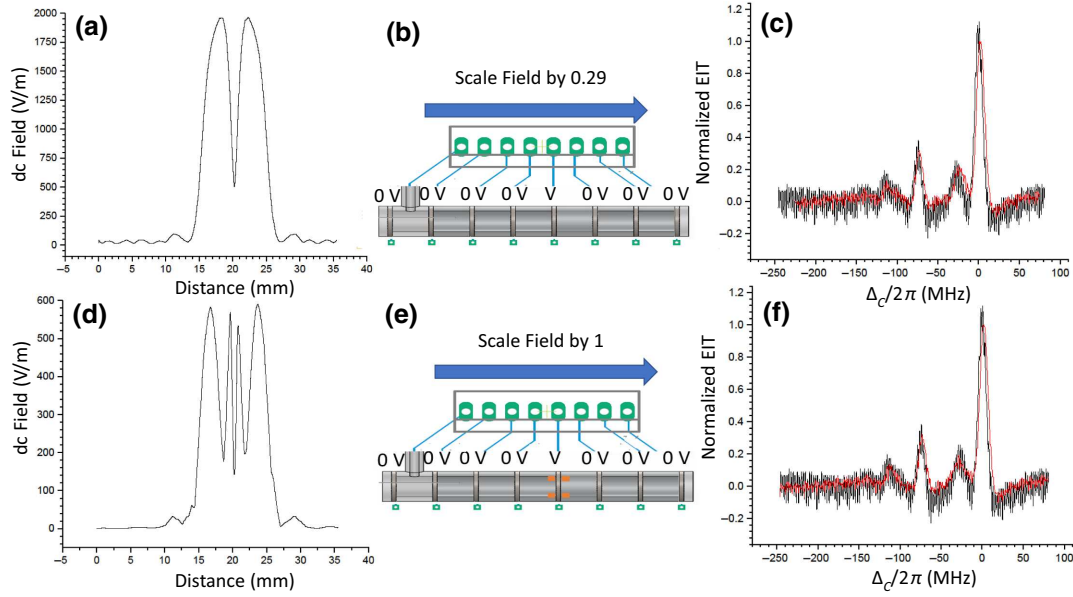 (a)
dc Field (V/m)
2000
1750
1500
1250
1000
750
500
250
0
−5 0 5 10 15 20 25 30 35 40
Distance (mm)
(b)
Scale Field by 0.29
0 V 0 V 0 V 0 V V 0 V 0 V 0 V
(c)
Normalized EIT
1.0
0.8
0.6
0.4
0.2
0.0
−0.2
−250 −200 −150 −100 −50 0 50 100
Δc/2π (MHz)
(d)
dc Field (V/m)
600
500
400
300
200
100
0
−5 0 5 10 15 20 25 30 35 40
Distance (mm)
(e)
Scale Field by 1
0 V 0 V 0 V 0 V V 0 V 0 V 0 V
(f)
Normalized EIT
1.0
0.8
0.6
0.4
0.2
0.0
−0.2
−250 −200 −150 −100 −50 0 50 100
Δc/2π (MHz)